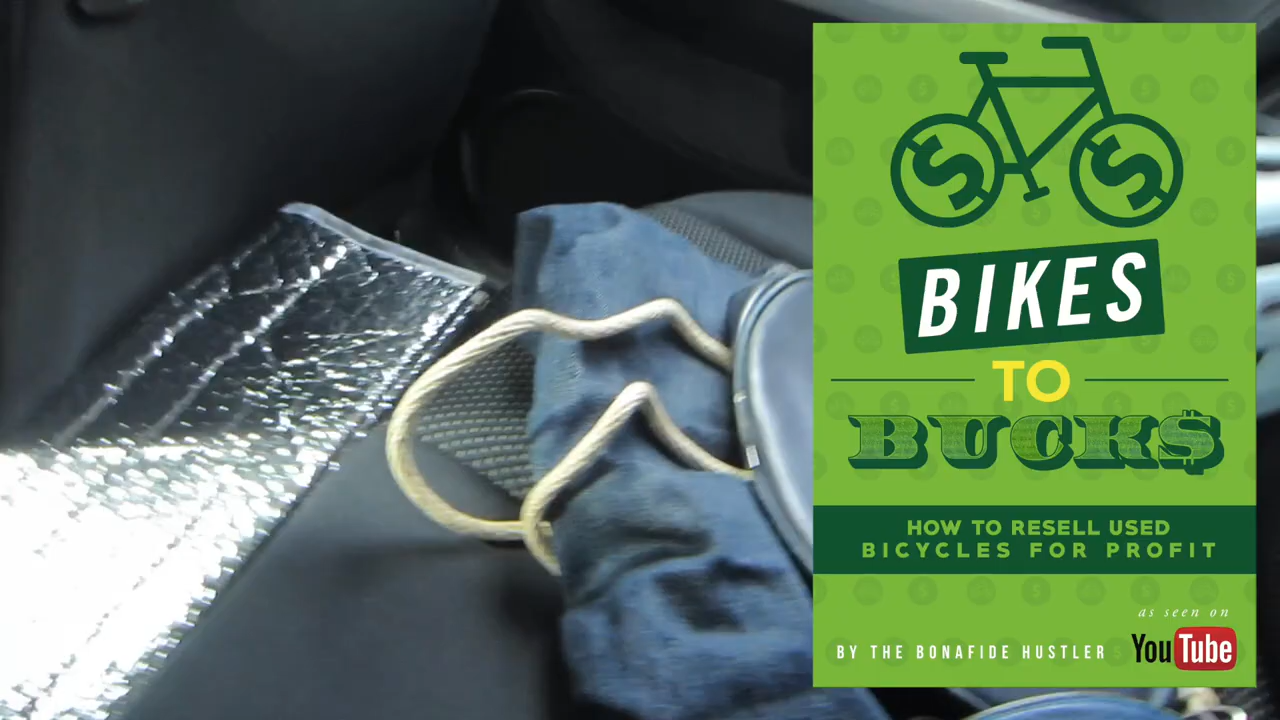 BIKES
TO
BUCK$
HOW TO RESELL USED
BICYCLES FOR PROFIT
as seen on
BY THE BONAFIDE HUSTLER
YouTube